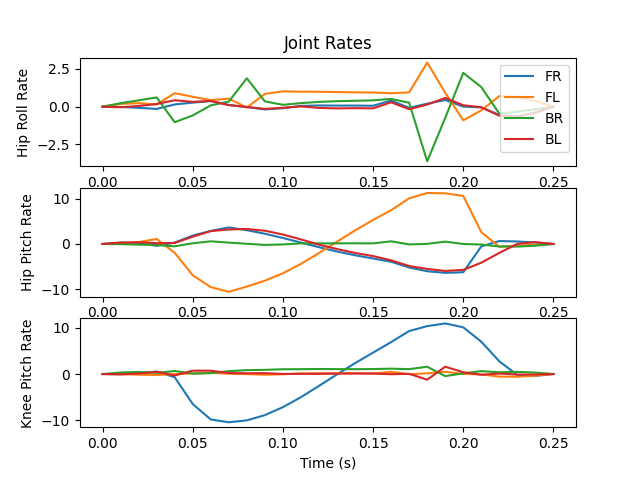 Joint Rates
Hip Roll Rate
2.5
0.0
−2.5
FR
FL
BR
BL
0.00 0.05 0.10 0.15 0.20 0.25
Hip Pitch Rate
10
0
−10
0.00 0.05 0.10 0.15 0.20 0.25
Knee Pitch Rate
10
0
−10
0.00 0.05 0.10 0.15 0.20 0.25
Time (s)